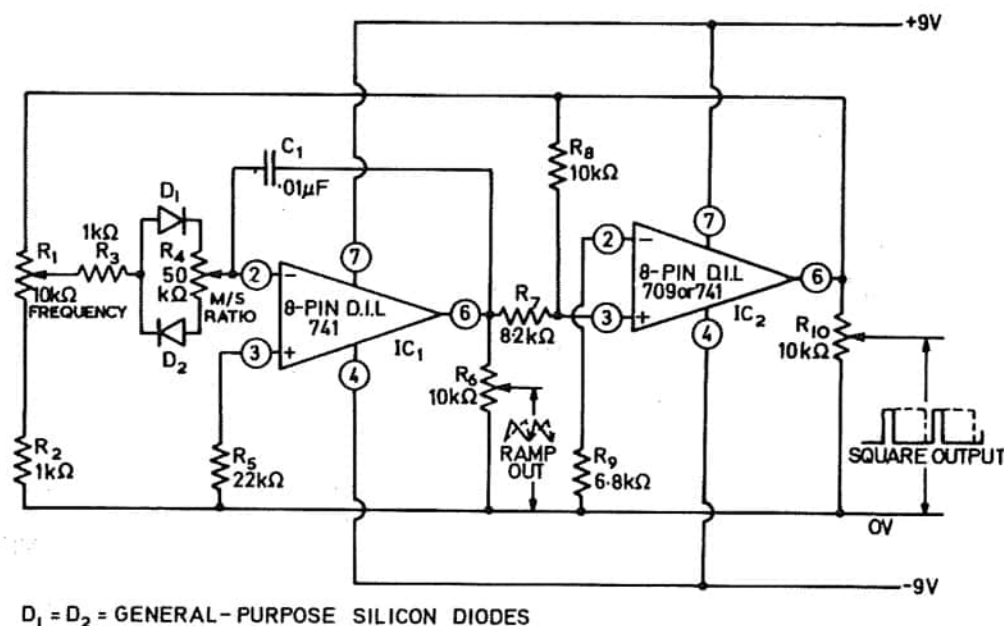 +9V
C₁
.01µF
R₈
10kΩ
D₁
1kΩ
R₃
R₄
50
kΩ
M/S
RATIO
R₁
10kΩ
FREQUENCY
D₂
2
−
7
8-PIN D.I.L
741
6
3
+
IC₁
4
R₇
8·2kΩ
2
−
7
8-PIN D.I.L
709or741
6
3
+
IC₂
4
R₁₀
10kΩ
R₆
10kΩ
RAMP
OUT
SQUARE OUTPUT
R₂
1kΩ
R₅
22kΩ
R₉
6·8kΩ
0V
-9V
D₁ = D₂ = GENERAL-PURPOSE SILICON DIODES